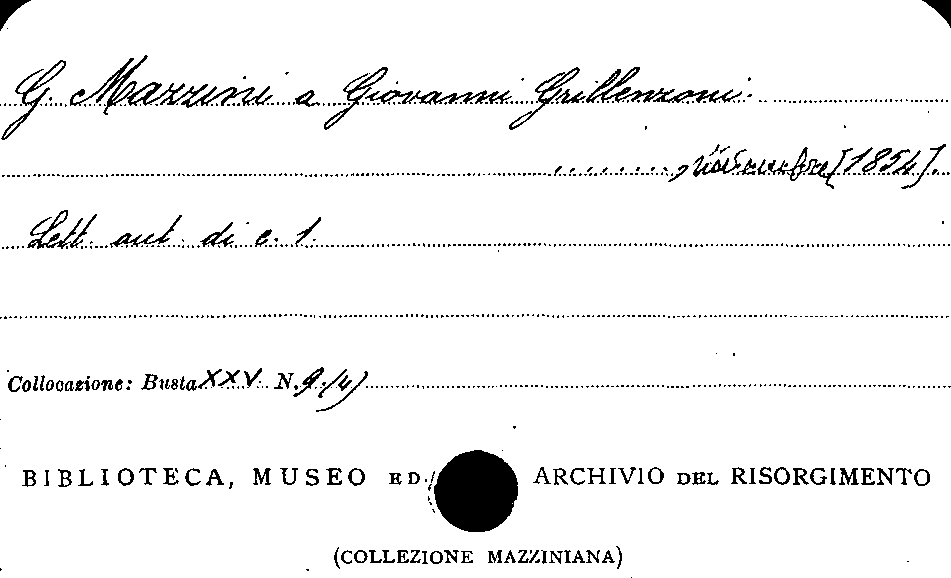 G. Mazzini a Giovanni Grillenzoni.
........., [1854].
Lett. aut. di c. 1.
Collocazione: Busta XXV. N. 9.(4)
BIBLIOTECA, MUSEO ED ARCHIVIO DEL RISORGIMENTO
(COLLEZIONE MAZZINIANA)